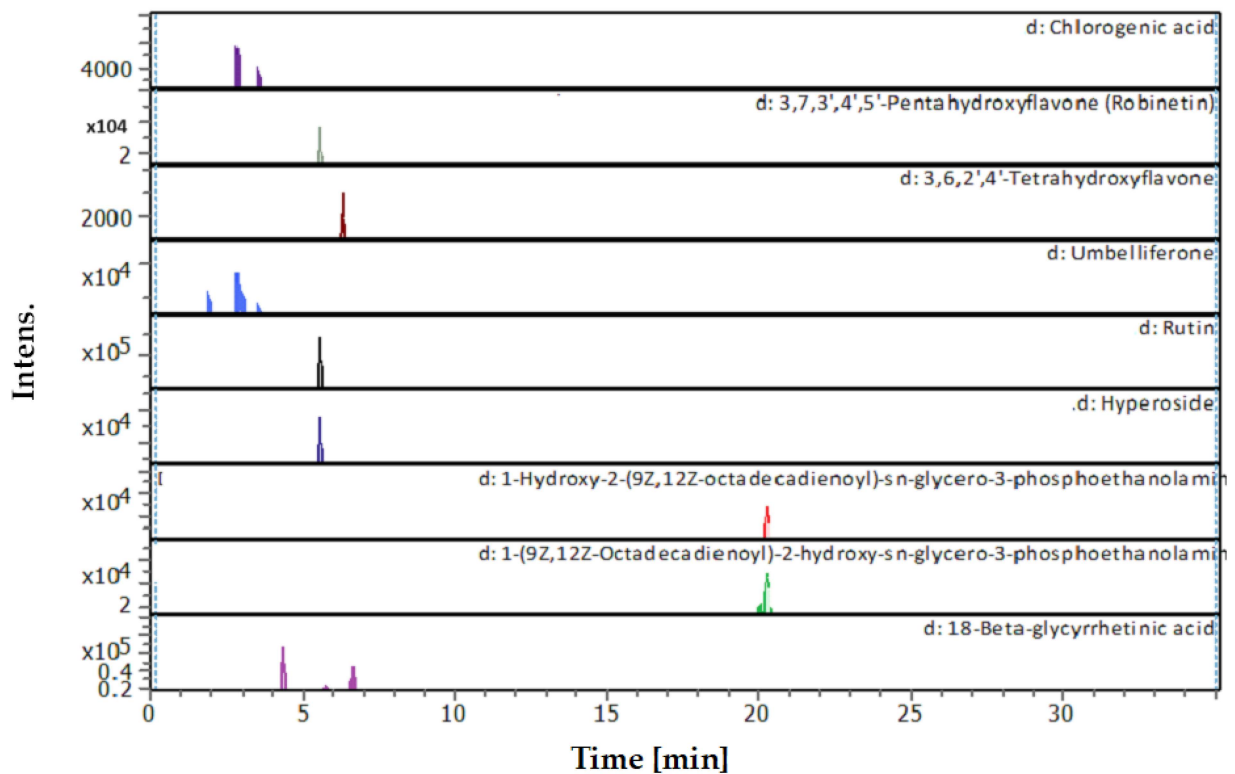 d: Chlorogenic acid
4000
d: 3,7,3',4',5'-Pentahydroxyflavone (Robinetin)
x104
2
d: 3,6,2',4'-Tetrahydroxyflavone
2000
d: Umbelliferone
x10⁴
d: Rutin
x10⁵
.d: Hyperoside
x10⁴
d: 1-Hydroxy-2-(9Z,12Z-octadecadienoyl)-sn-glycero-3-phosphoethanolamin
x10⁴
d: 1-(9Z,12Z-Octadecadienoyl)-2-hydroxy-sn-glycero-3-phosphoethanolamin
x10⁴
2
d: 18-Beta-glycyrrhetinic acid
x10⁵
0.4
0.2
Intens.
0 5 10 15 20 25 30
Time [min]